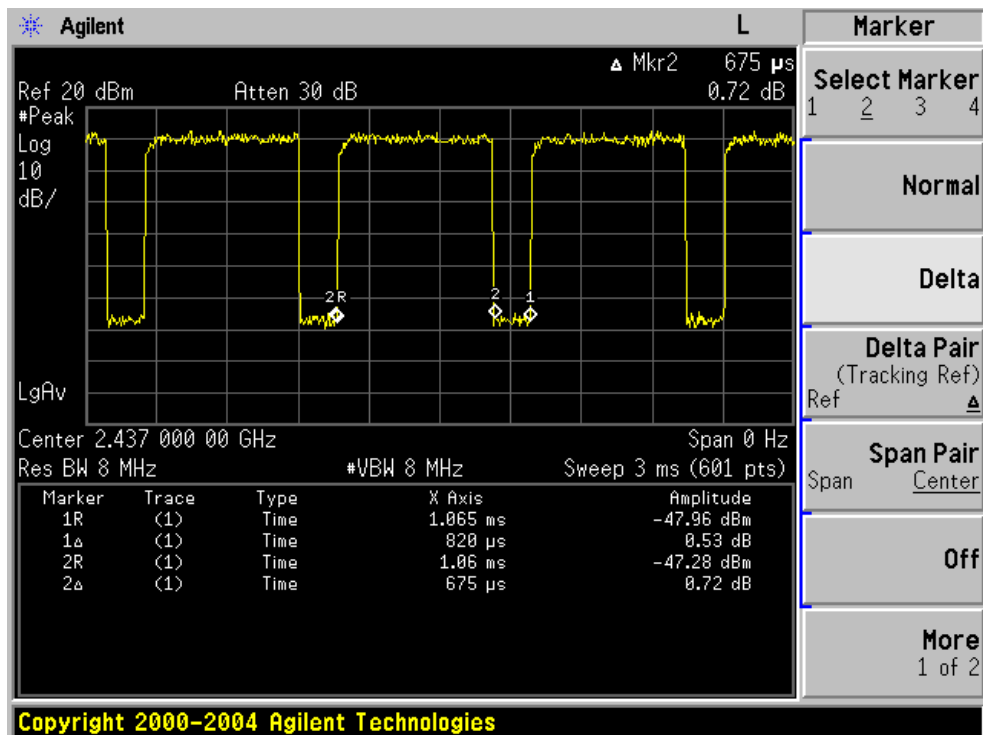 Agilent L
Marker
Δ Mkr2 675 µs
Ref 20 dBm Atten 30 dB 0.72 dB
#Peak
Log
10
dB/
2R 2 1
LgAv
Center 2.437 000 00 GHz Span 0 Hz
Res BW 8 MHz #VBW 8 MHz Sweep 3 ms (601 pts)
Marker Trace Type X Axis Amplitude
1R (1) Time 1.065 ms -47.96 dBm
1Δ (1) Time 820 µs 0.53 dB
2R (1) Time 1.06 ms -47.28 dBm
2Δ (1) Time 675 µs 0.72 dB
Select Marker
1 2 3 4
Normal
Delta
Delta Pair
(Tracking Ref)
Ref Δ
Span Pair
Span Center
Off
More
1 of 2
Copyright 2000-2004 Agilent Technologies